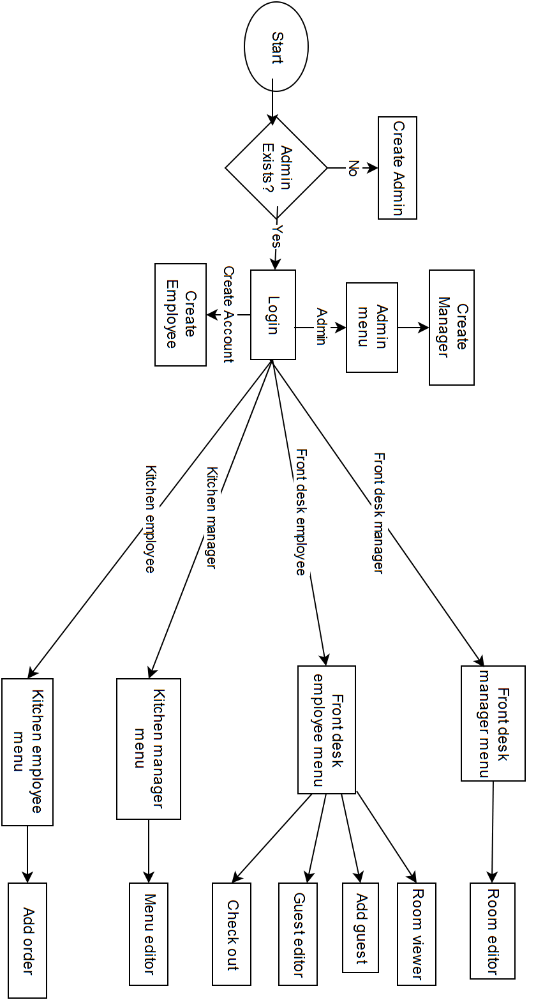 Start
Admin
Exists?
No
Create Admin
Yes
Login
Create Account
Create
Employee
Admin
Admin
menu
Create
Manager
Kitchen employee
Kitchen manager
Front desk employee
Front desk manager
Kitchen employee
menu
Kitchen manager
menu
Front desk
employee menu
Front desk
manager menu
Add order
Menu editor
Check out
Guest editor
Add guest
Room viewer
Room editor